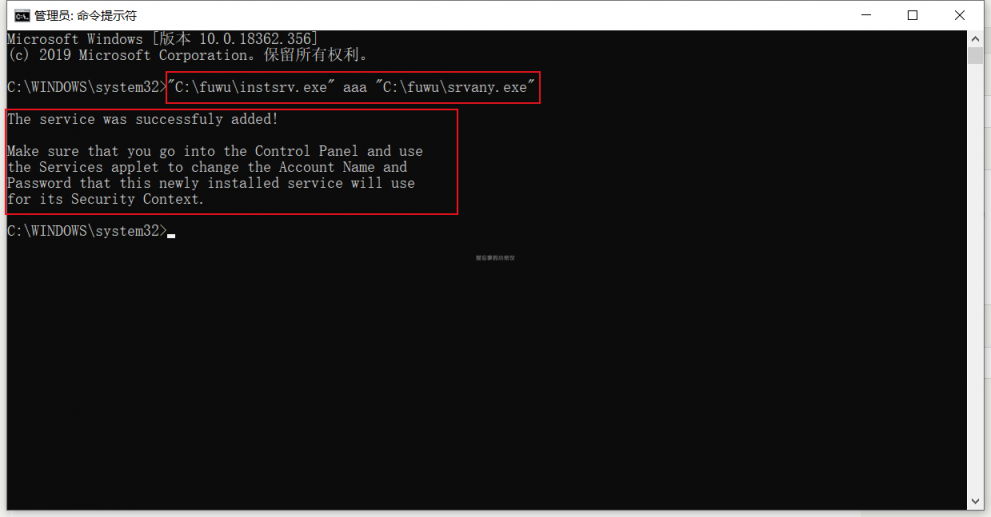 管理员: 命令提示符
Microsoft Windows [版本 10.0.18362.356]
(c) 2019 Microsoft Corporation。保留所有权利。
C:\WINDOWS\system32>"C:\fuwu\instsrv.exe" aaa "C:\fuwu\srvany.exe"
The service was successfuly added!
Make sure that you go into the Control Panel and use
the Services applet to change the Account Name and
Password that this newly installed service will use
for its Security Context.
C:\WINDOWS\system32>